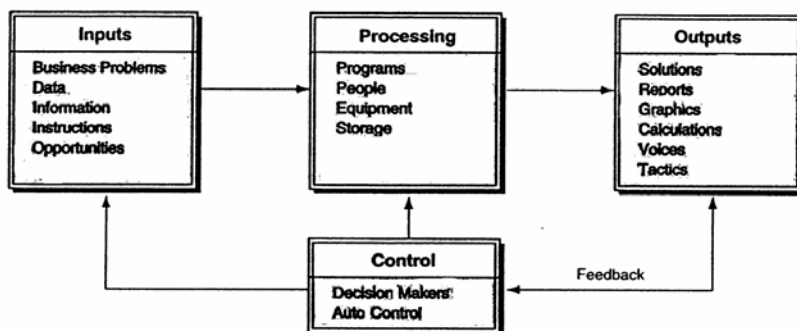 Inputs
Business Problems
Data
Information
Instructions
Opportunities
Processing
Programs
People
Equipment
Storage
Outputs
Solutions
Reports
Graphics
Calculations
Voices
Tactics
Control
Decision Makers
Auto Control
Feedback